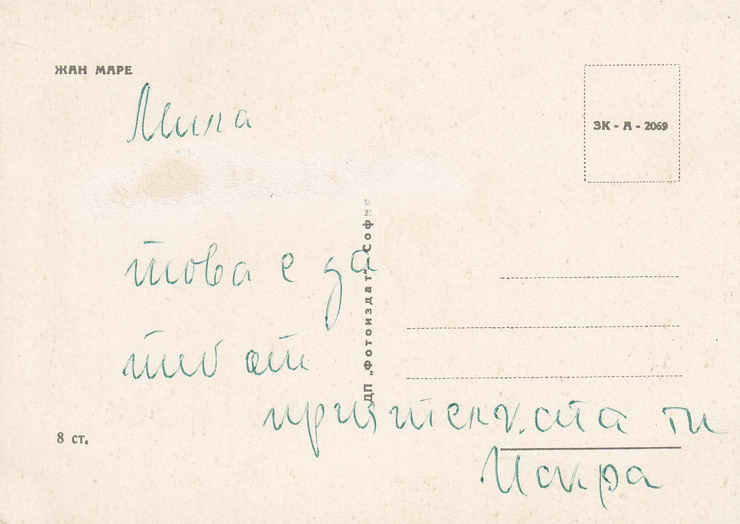 ЖАН МАРЕ
ЗК - А - 2069
Мила
това е за
теб от
приятелката ти
Искра
ДП „Фотоиздат" София
8 ст.